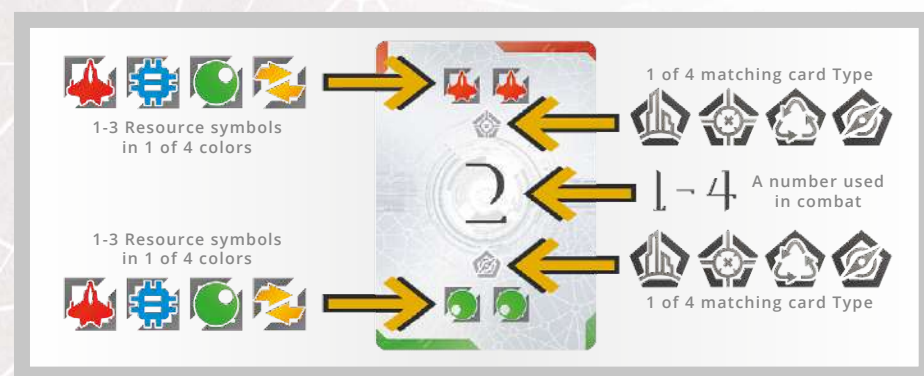 1-3 Resource symbols
in 1 of 4 colors
1 of 4 matching card Type
2
1-4
A number used
in combat
1-3 Resource symbols
in 1 of 4 colors
1 of 4 matching card Type